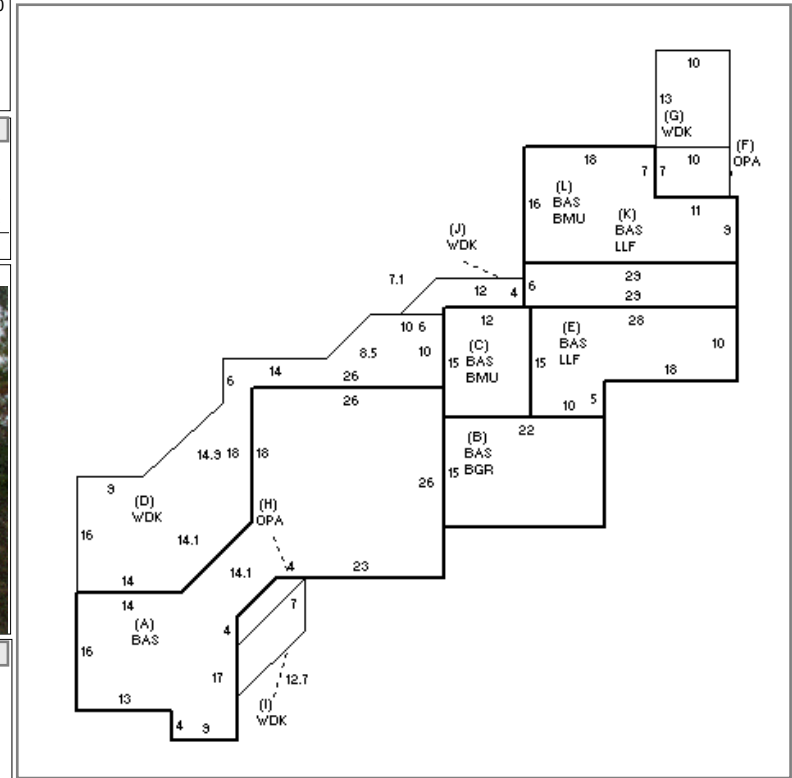 10
13
(G)
WDK
(F)
OPA
18
7
7
10
16
(L)
BAS
BMU
(K)
BAS
LLF
11
9
(J)
WDK
7.1
12
4
6
29
29
10 6
8.5
10
12
(C)
BAS
BMU
15
(E)
BAS
LLF
15
28
10
18
10
5
6
14
26
26
22
(B)
BAS
BGR
15
14.9
18
18
26
9
(D)
WDK
16
14.1
14
(H)
OPA
14.1
4
23
14
(A)
BAS
16
4
7
17
13
4
9
12.7
(I)
WDK